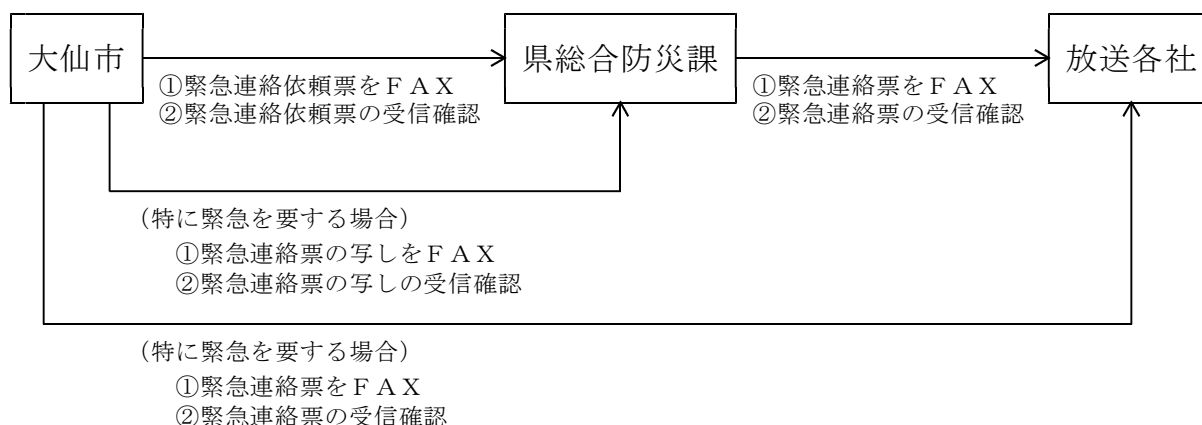 大仙市
県総合防災課
放送各社
①緊急連絡依頼票をＦＡＸ
②緊急連絡依頼票の受信確認
①緊急連絡票をＦＡＸ
②緊急連絡票の受信確認
（特に緊急を要する場合）
①緊急連絡票の写しをＦＡＸ
②緊急連絡票の写しの受信確認
（特に緊急を要する場合）
①緊急連絡票をＦＡＸ
②緊急連絡票の受信確認